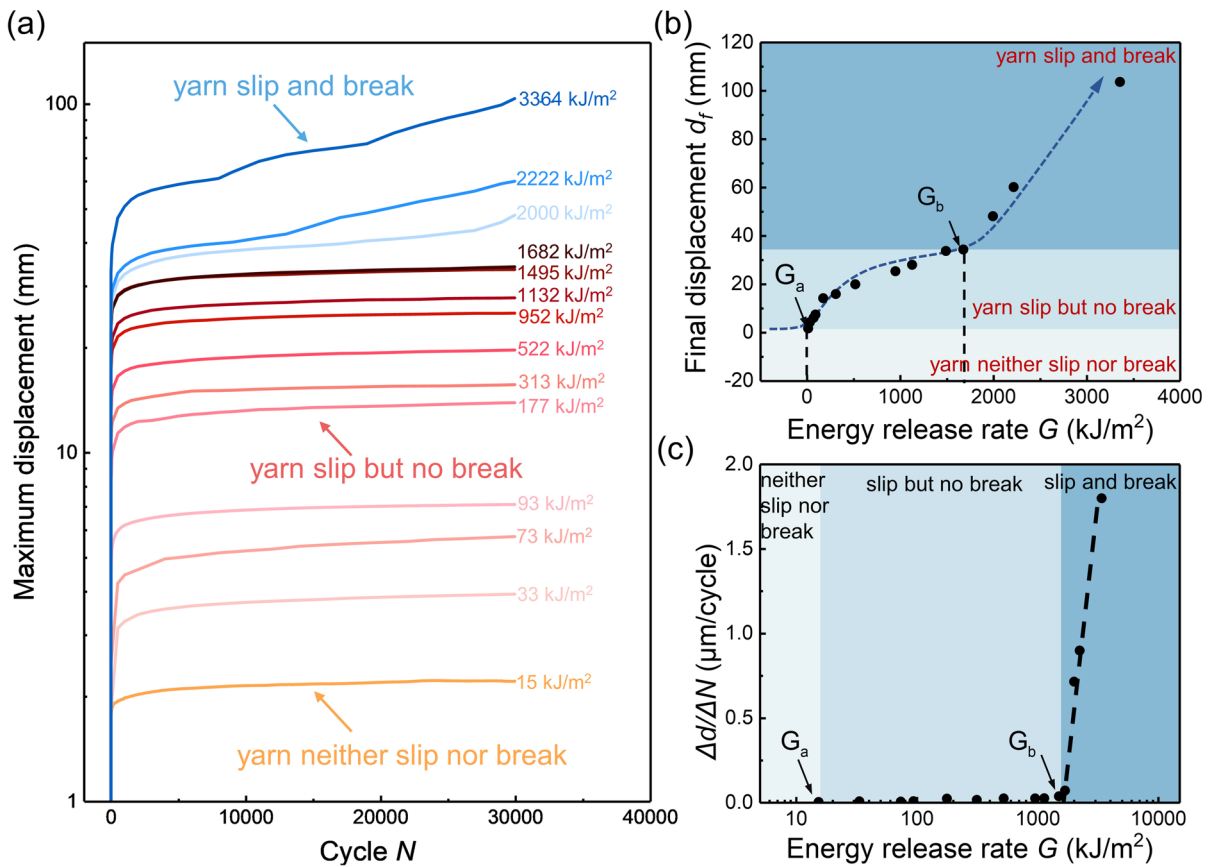 (a)
Maximum displacement (mm)
100
10
1
yarn slip and break
3364 kJ/m²
2222 kJ/m²
2000 kJ/m²
1682 kJ/m²
1495 kJ/m²
1132 kJ/m²
952 kJ/m²
522 kJ/m²
313 kJ/m²
177 kJ/m²
yarn slip but no break
93 kJ/m²
73 kJ/m²
33 kJ/m²
15 kJ/m²
yarn neither slip nor break
0 10000 20000 30000 40000
Cycle N
(b)
Final displacement d_f (mm)
120
100
80
60
40
20
0
-20
yarn slip and break
G_b
G_a
yarn slip but no break
yarn neither slip nor break
0 1000 2000 3000 4000
Energy release rate G (kJ/m²)
(c)
Δd/ΔN (μm/cycle)
2.0
1.5
1.0
0.5
0.0
neither
slip nor
break
slip but no break
slip and break
G_a
G_b
10 100 1000 10000
Energy release rate G (kJ/m²)